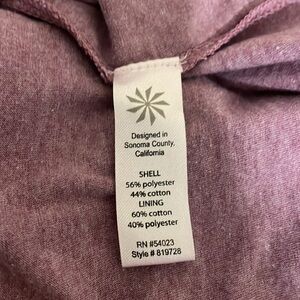 Designed in
Sonoma County,
California
SHELL
56% polyester
44% cotton
LINING
60% cotton
40% polyester
RN #54023
Style # 819728